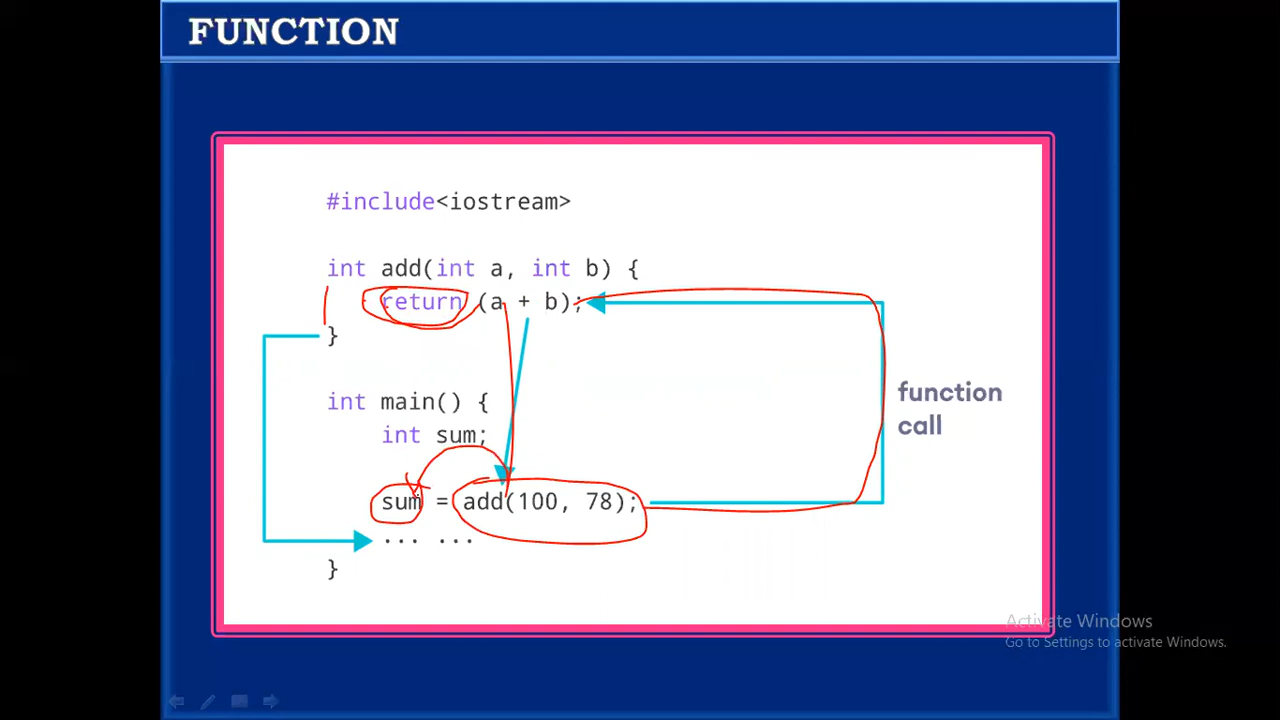 FUNCTION
#include<iostream>
int add(int a, int b) {
return (a + b);
}
int main() {
int sum;
sum = add(100, 78);
... ...
}
function
call
Activate Windows
Go to Settings to activate Windows.